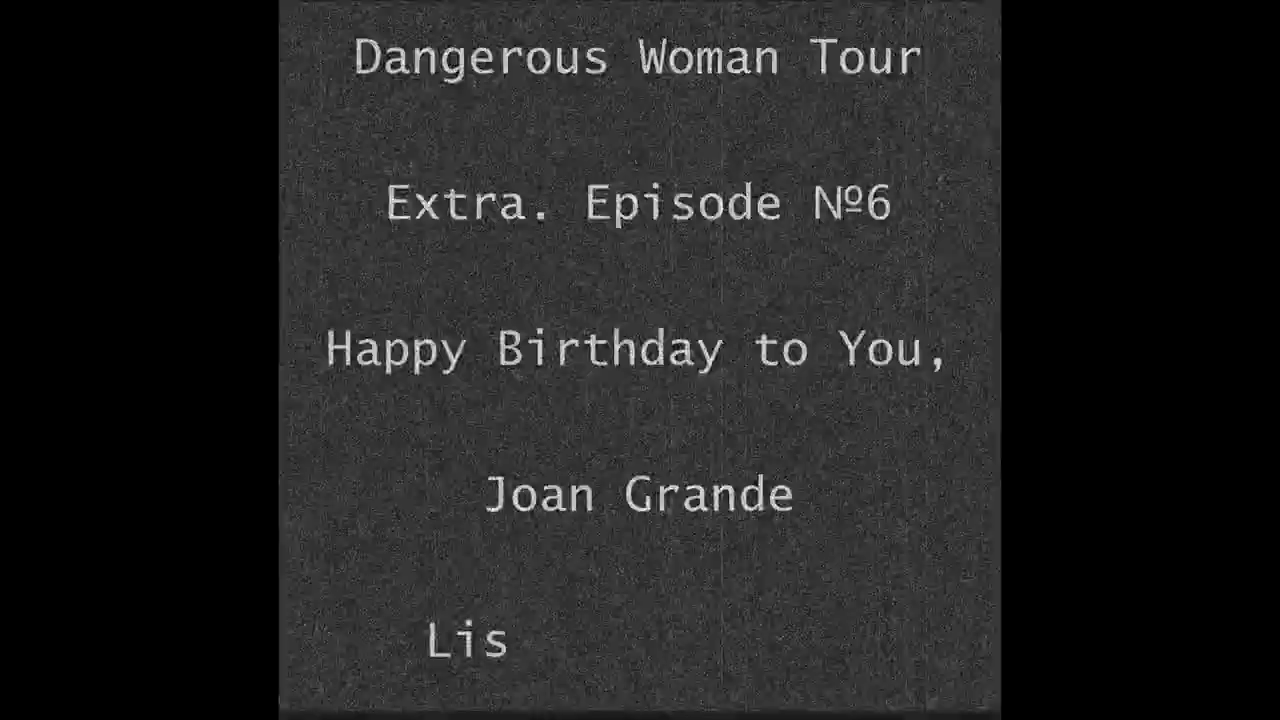 Dangerous Woman Tour
Extra. Episode №6
Happy Birthday to You,
Joan Grande
Lis